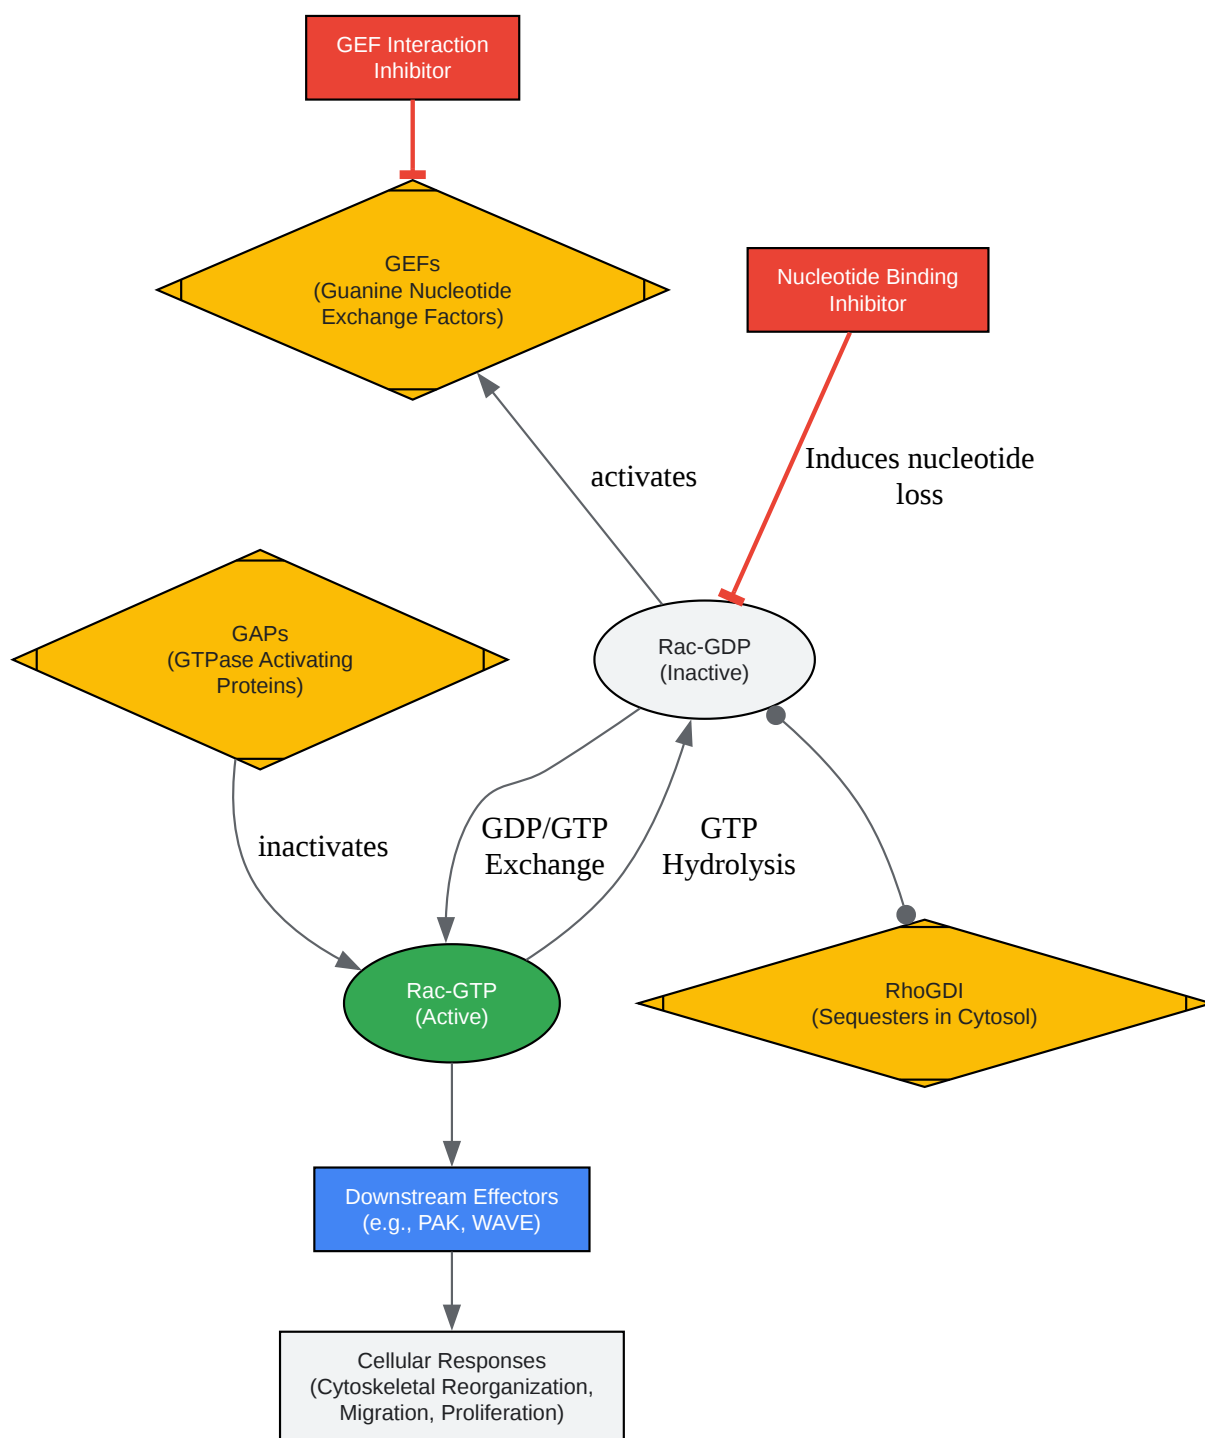 GEF Interaction
Inhibitor
GEFs
(Guanine Nucleotide
Exchange Factors)
Nucleotide Binding
Inhibitor
activates
Induces nucleotide
loss
GAPs
(GTPase Activating
Proteins)
Rac-GDP
(Inactive)
inactivates
GDP/GTP
Exchange
GTP
Hydrolysis
Rac-GTP
(Active)
RhoGDI
(Sequesters in Cytosol)
Downstream Effectors
(e.g., PAK, WAVE)
Cellular Responses
(Cytoskeletal Reorganization,
Migration, Proliferation)